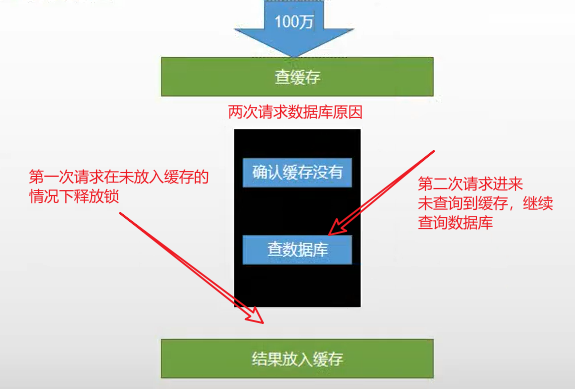 100万
查缓存
两次请求数据库原因
确认缓存没有
第一次请求在未放入缓存的
情况下释放锁
第二次请求进来
未查询到缓存，继续
查询数据库
查数据库
结果放入缓存